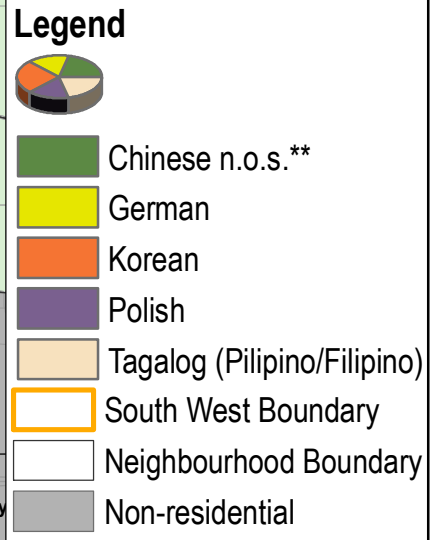 Legend
Chinese n.o.s.**
German
Korean
Polish
Tagalog (Pilipino/Filipino)
South West Boundary
Neighbourhood Boundary
Non-residential